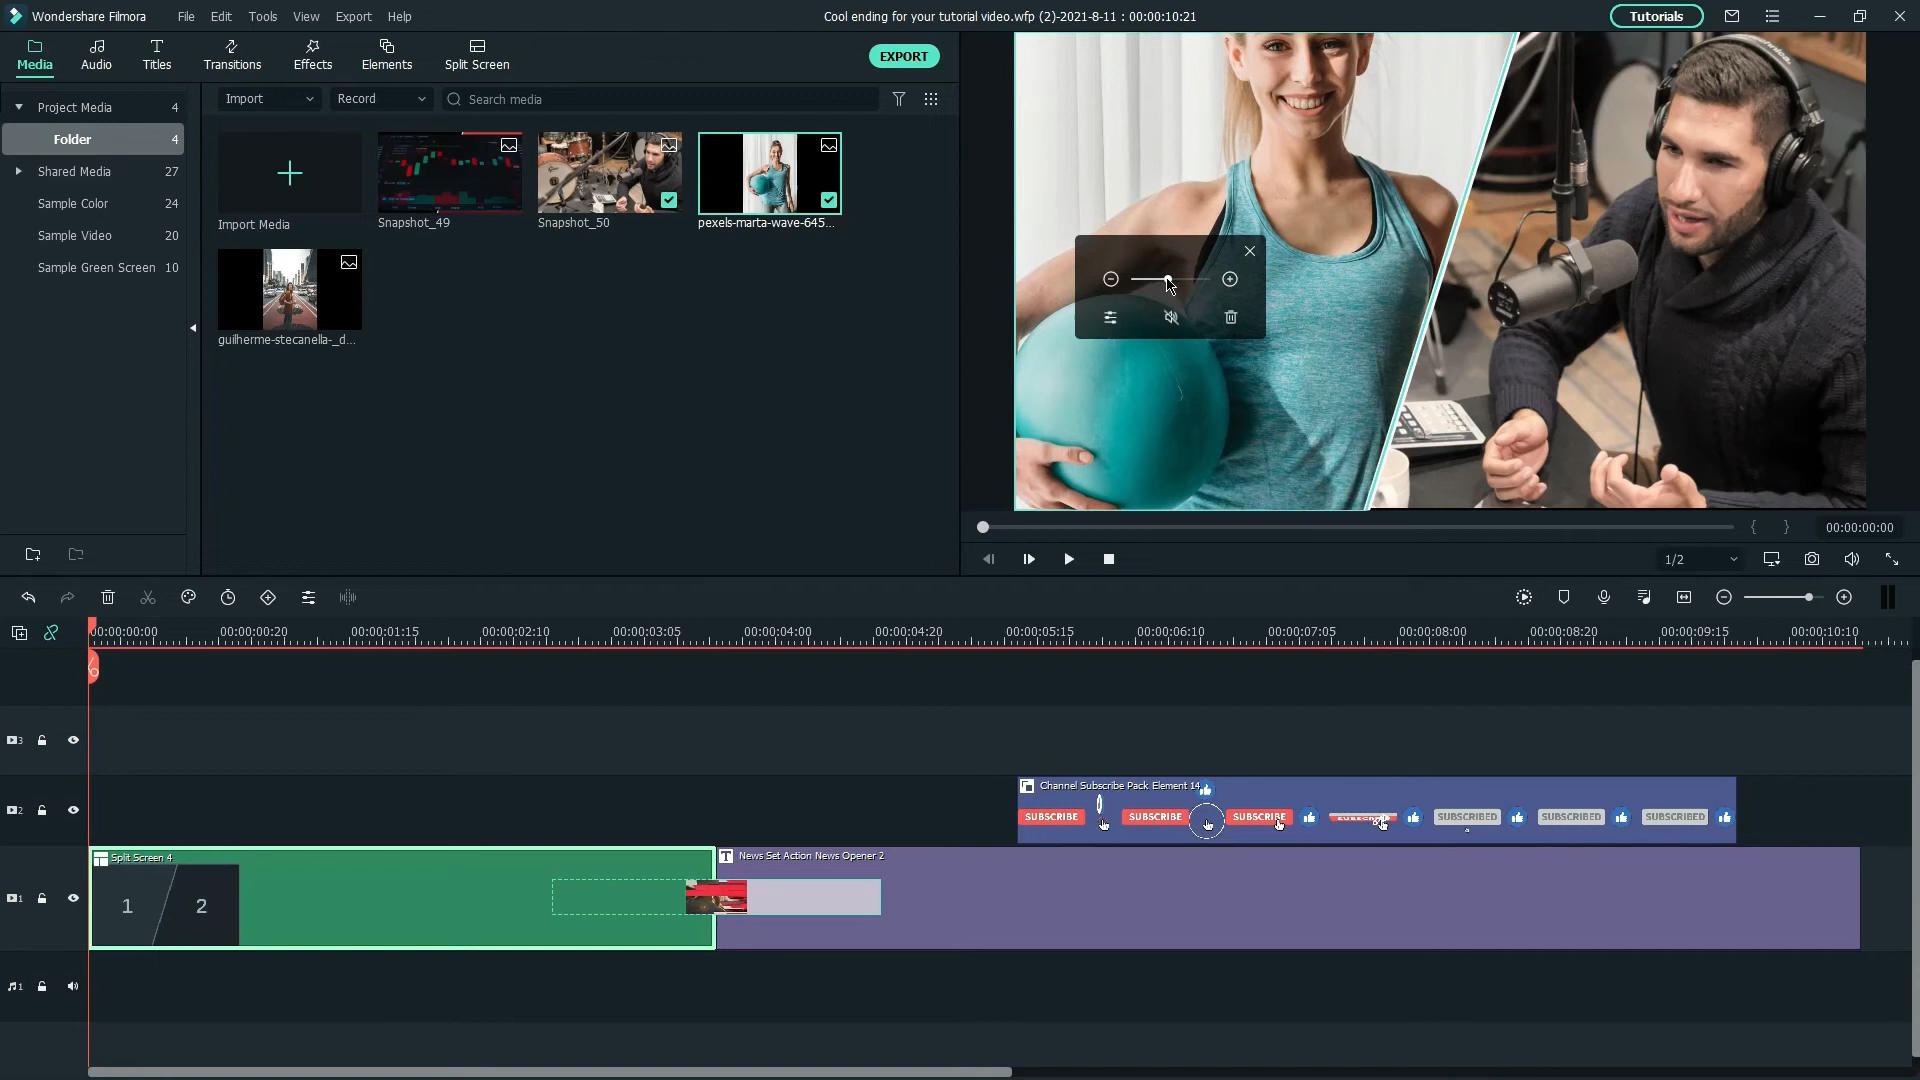 Wondershare Filmora
File
Edit
Tools
View
Export
Help
Cool ending for your tutorial video.wfp (2)-2021-8-11 : 00:00:10:21
Tutorials
Media
Audio
Titles
Transitions
Effects
Elements
Split Screen
EXPORT
Project Media 4
Folder 4
Shared Media 27
Sample Color 24
Sample Video 20
Sample Green Screen 10
Import
Record
Search media
Import Media
Snapshot_49
Snapshot_50
pexels-marta-wave-645...
guilherme-stecanella-_d...
{ }
00:00:00:00
1/2
00:00:00:00
00:00:00:20
00:00:01:15
00:00:02:10
00:00:03:05
00:00:04:00
00:00:04:20
00:00:05:15
00:00:06:10
00:00:07:05
00:00:08:00
00:00:08:20
00:00:09:15
00:00:10:10
3
2
Channel Subscribe Pack Element 14
SUBSCRIBE
SUBSCRIBE
SUBSCRIBE
SUBSCRIBED
SUBSCRIBED
SUBSCRIBED
1
Split Screen 4
1 2
T News Set Action News Opener 2
1